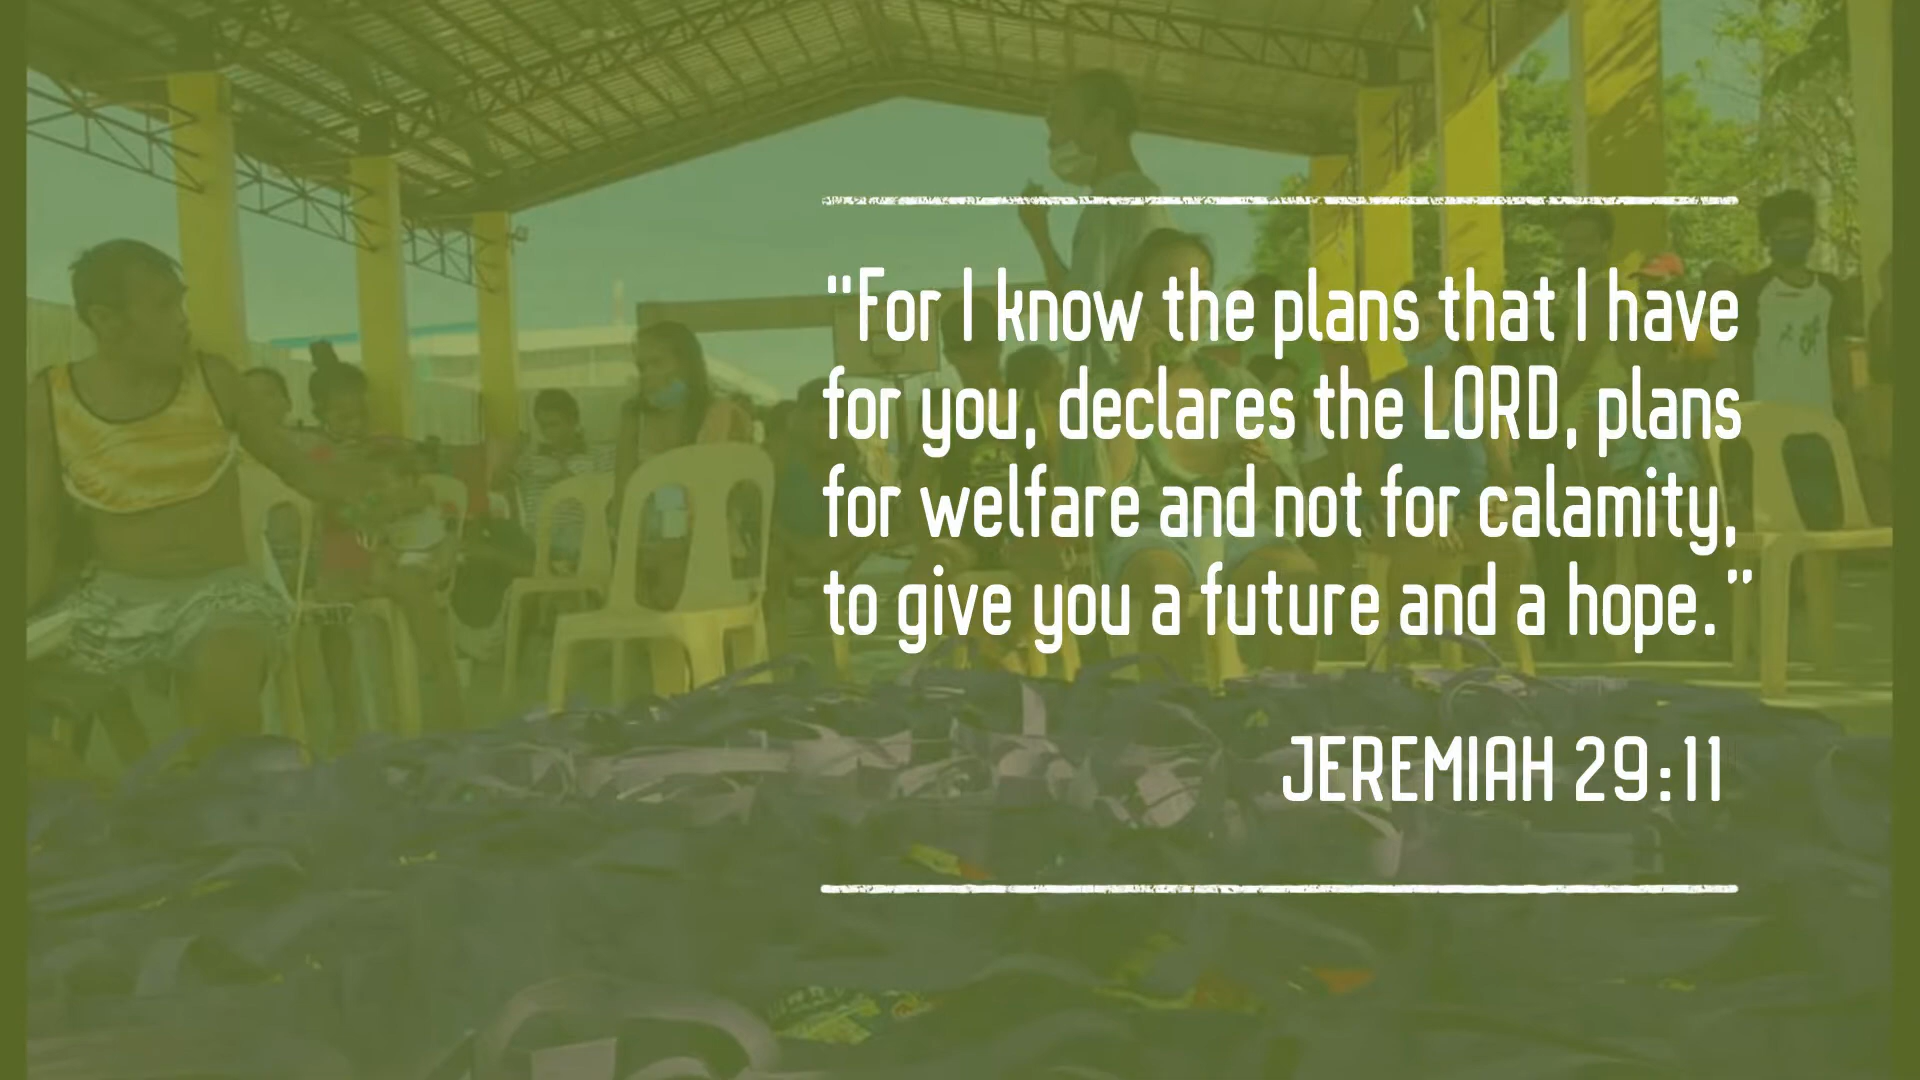 "For I know the plans that I have
for you, declares the LORD, plans
for welfare and not for calamity,
to give you a future and a hope."
JEREMIAH 29:11